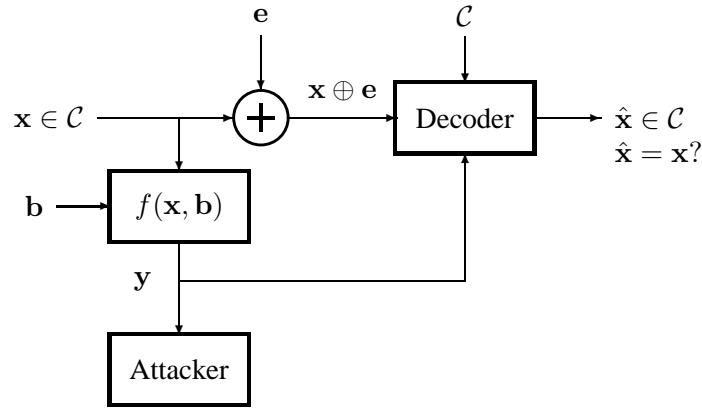 e
𝒞
x ∈ 𝒞
x ⊕ e
Decoder
x̂ ∈ 𝒞
x̂ = x?
b
f(x, b)
y
Attacker